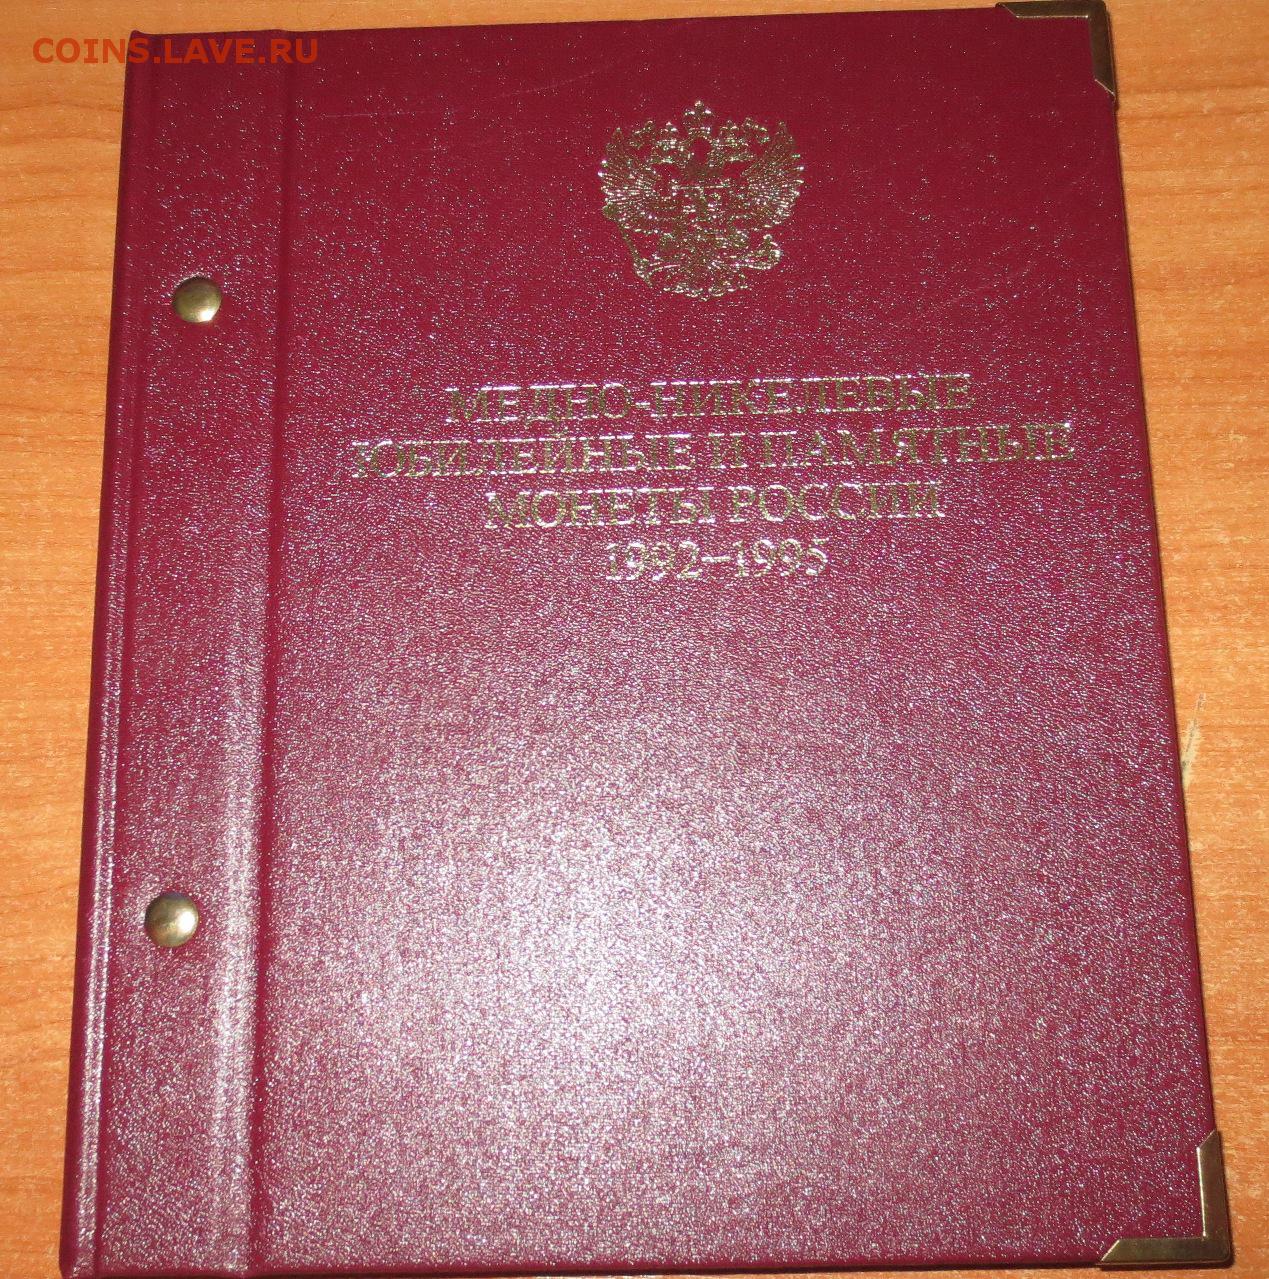 COINS.LAVE.RU
МЕДНО-НИКЕЛЕВЫЕ
ЮБИЛЕЙНЫЕ И ПАМЯТНЫЕ
МОНЕТЫ РОССИИ
1992–1995